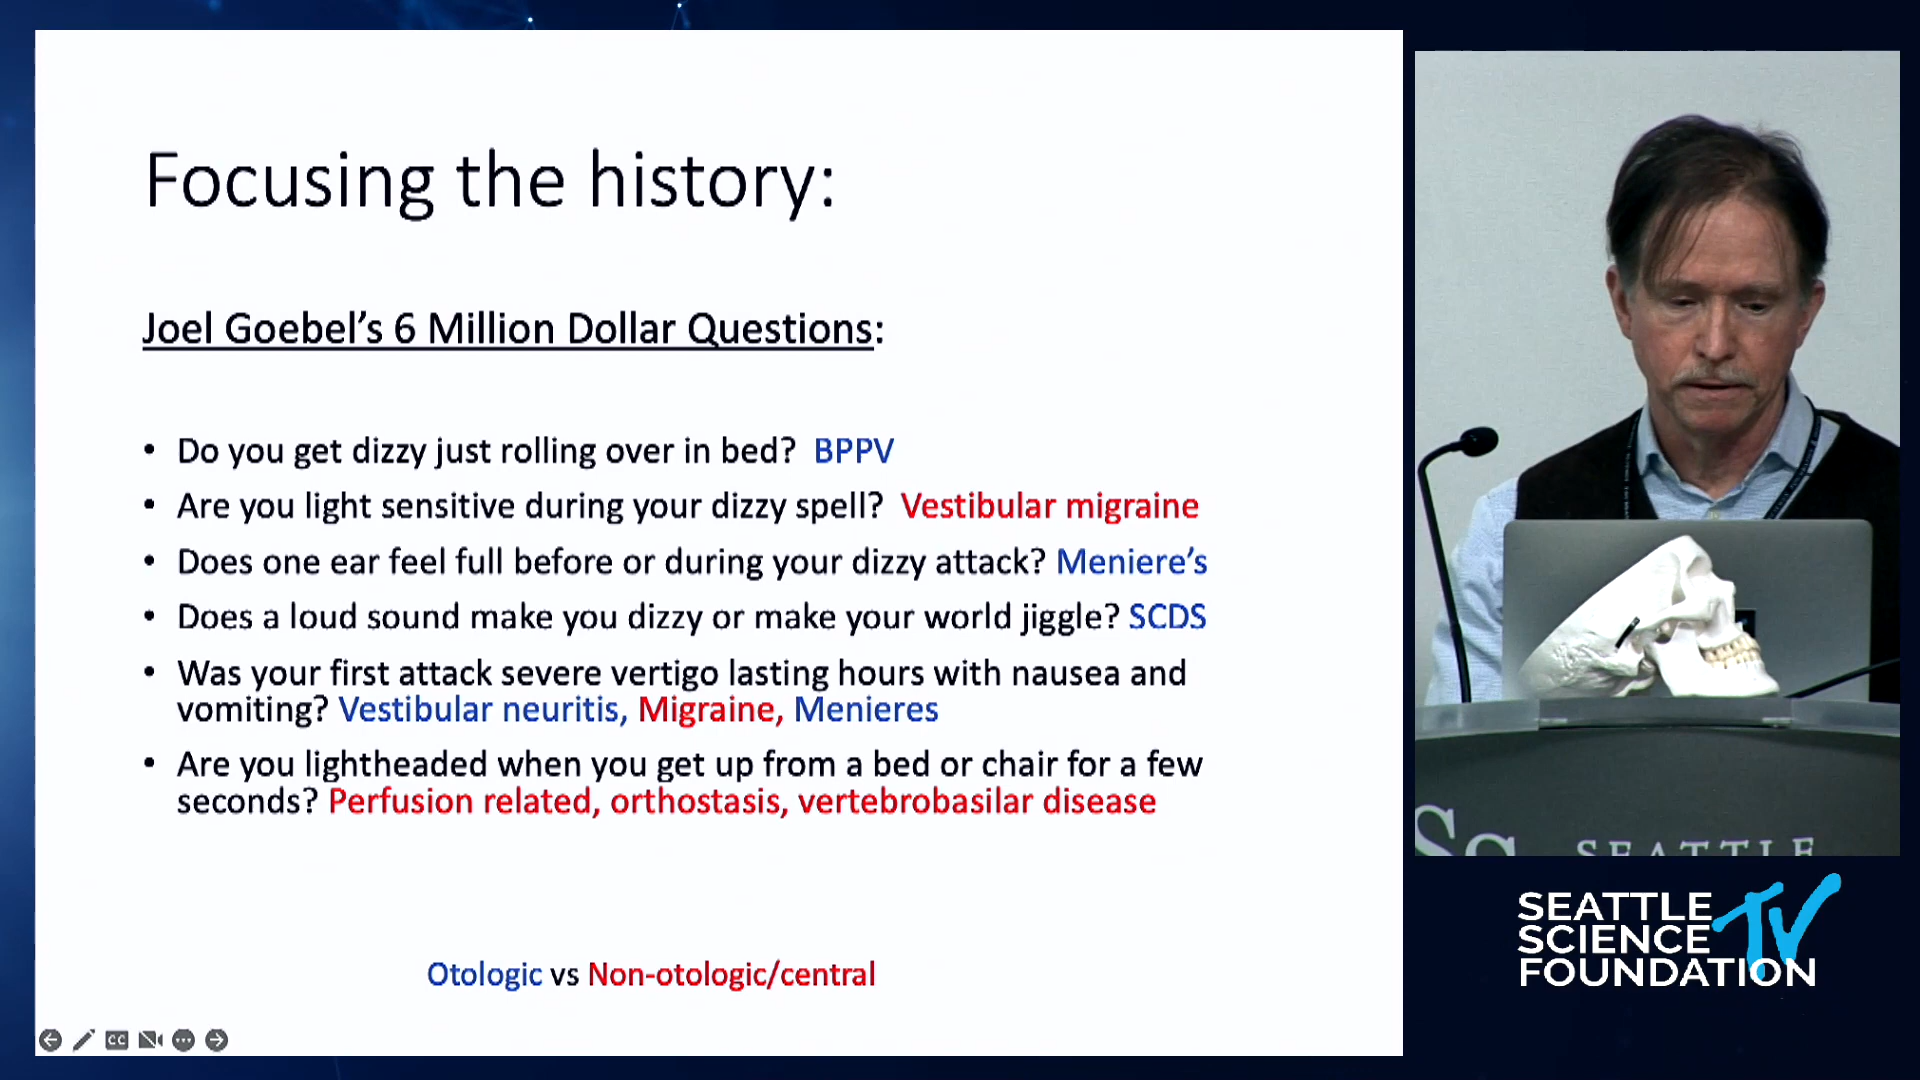 Focusing the history:
Joel Goebel’s 6 Million Dollar Questions:
• Do you get dizzy just rolling over in bed? BPPV
• Are you light sensitive during your dizzy spell? Vestibular migraine
• Does one ear feel full before or during your dizzy attack? Meniere’s
• Does a loud sound make you dizzy or make your world jiggle? SCDS
• Was your first attack severe vertigo lasting hours with nausea and
vomiting? Vestibular neuritis, Migraine, Menieres
• Are you lightheaded when you get up from a bed or chair for a few
seconds? Perfusion related, orthostasis, vertebrobasilar disease
Otologic vs Non-otologic/central
CC
SEATTLE
SEATTLE
SCIENCE
FOUNDATION
TV